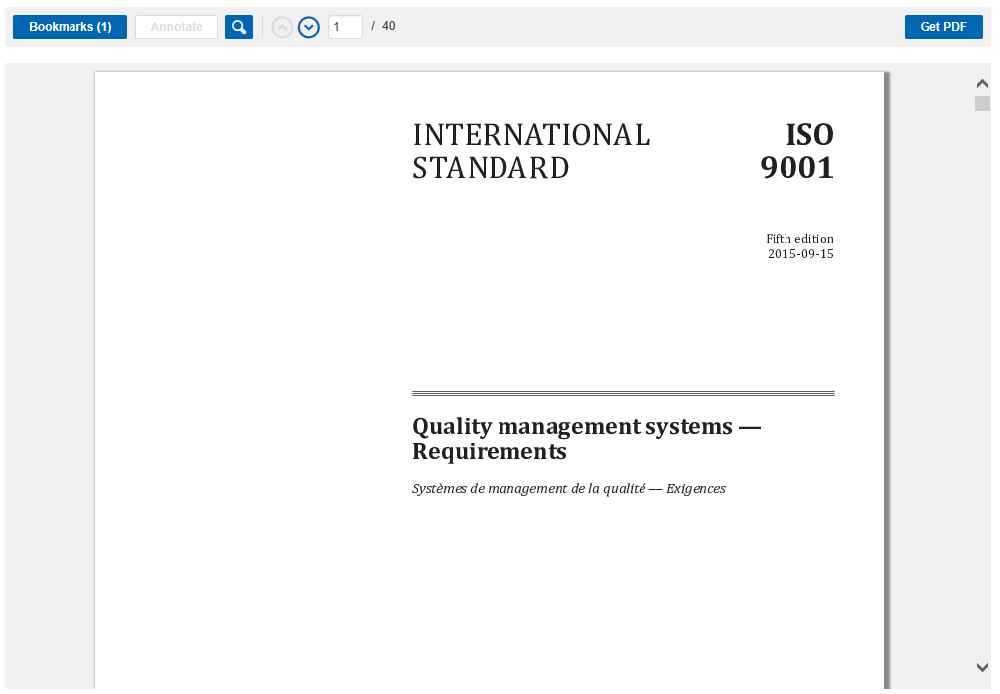 Bookmarks (1) Annotate 1 / 40 Get PDF
INTERNATIONAL ISO
STANDARD 9001
Fifth edition
2015-09-15
Quality management systems —
Requirements
Systèmes de management de la qualité — Exigences